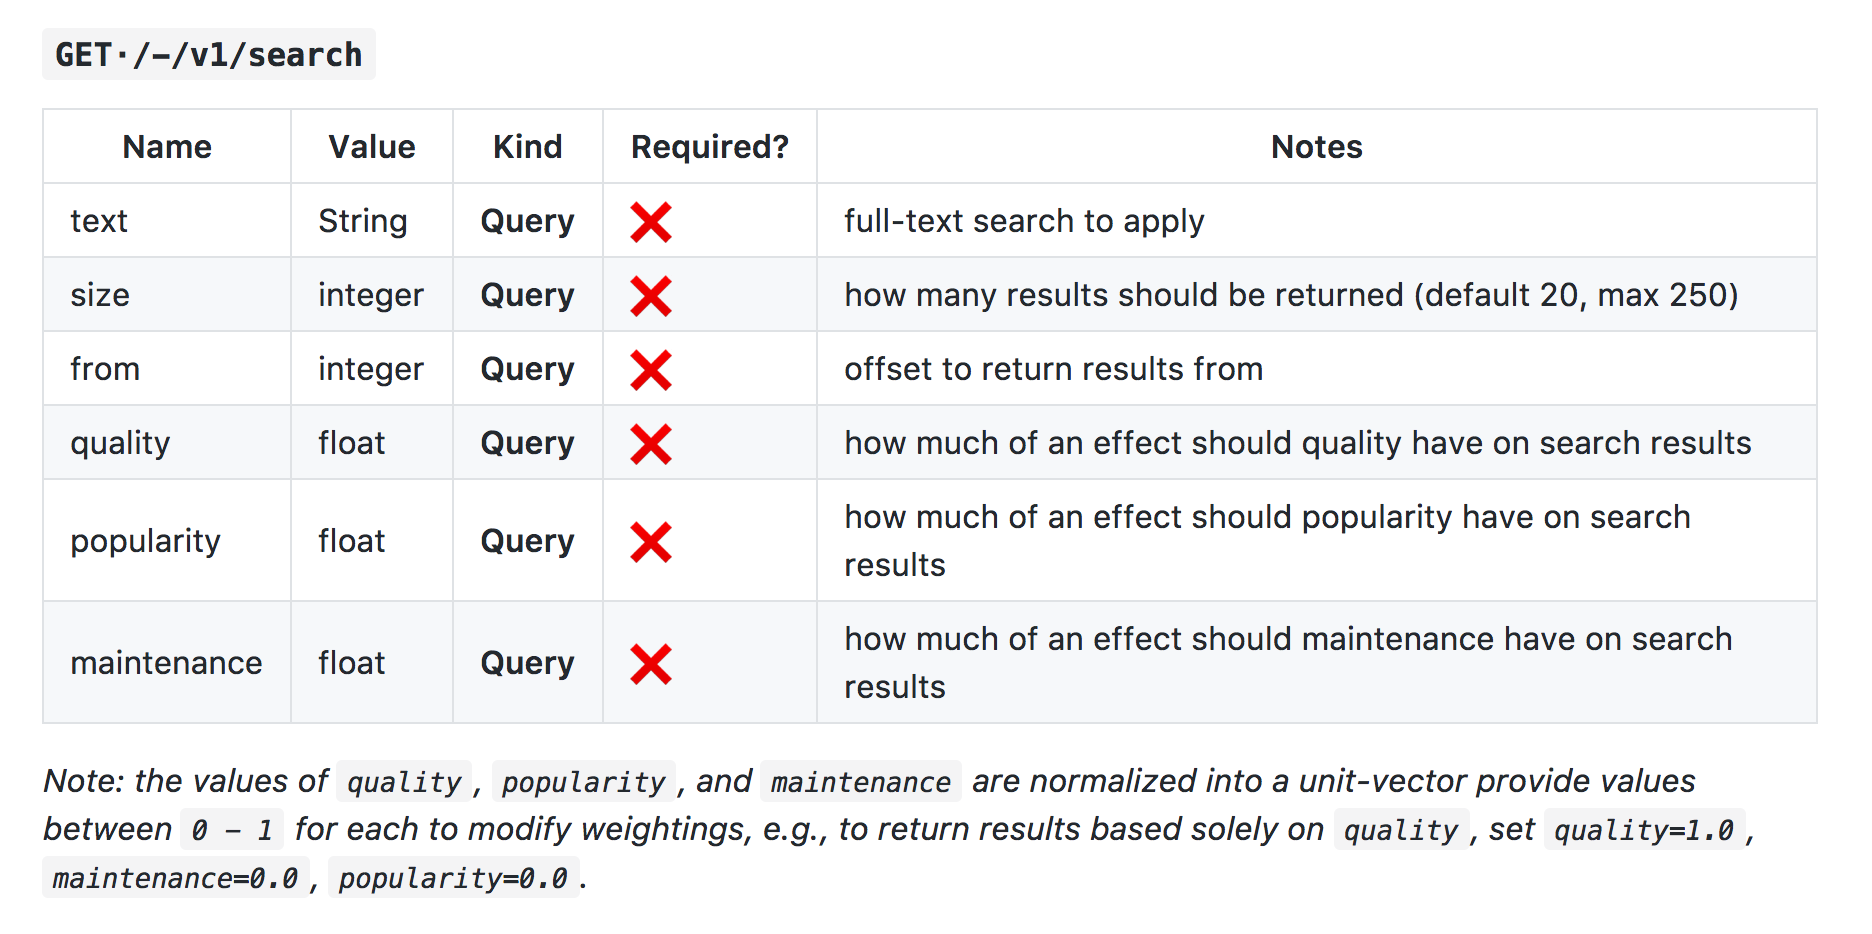 GET·/-/v1/search
Name Value Kind Required? Notes
text String Query ❌ full-text search to apply
size integer Query ❌ how many results should be returned (default 20, max 250)
from integer Query ❌ offset to return results from
quality float Query ❌ how much of an effect should quality have on search results
popularity float Query ❌ how much of an effect should popularity have on search
results
maintenance float Query ❌ how much of an effect should maintenance have on search
results
Note: the values of quality, popularity, and maintenance are normalized into a unit-vector provide values
between 0 - 1 for each to modify weightings, e.g., to return results based solely on quality, set quality=1.0,
maintenance=0.0, popularity=0.0.